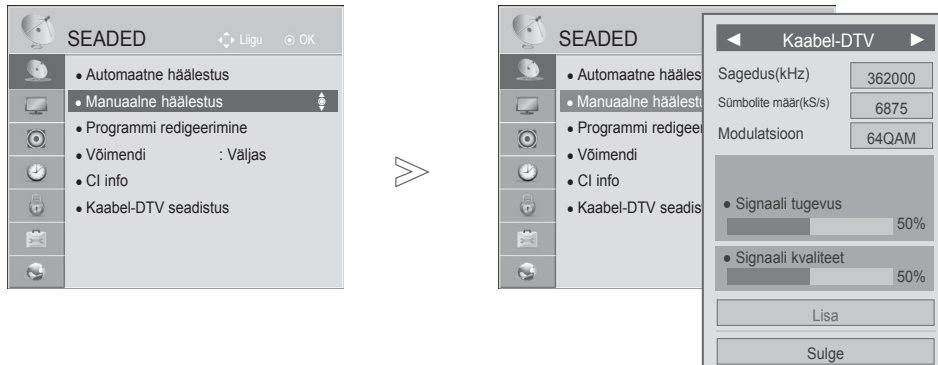 SEADED
Liigu OK
● Automaatne häälestus
● Manuaalne häälestus
● Programmi redigeerimine
● Võimendi : Väljas
● CI info
● Kaabel-DTV seadistus
SEADED
● Automaatne hääles
● Manuaalne häälestu
● Programmi redigeer
● Võimendi
● CI info
● Kaabel-DTV seadis
◄ Kaabel-DTV ►
Sagedus(kHz) 362000
Sümbolite määr(kS/s) 6875
Modulatsioon 64QAM
● Signaali tugevus
50%
● Signaali kvaliteet
50%
Lisa
Sulge